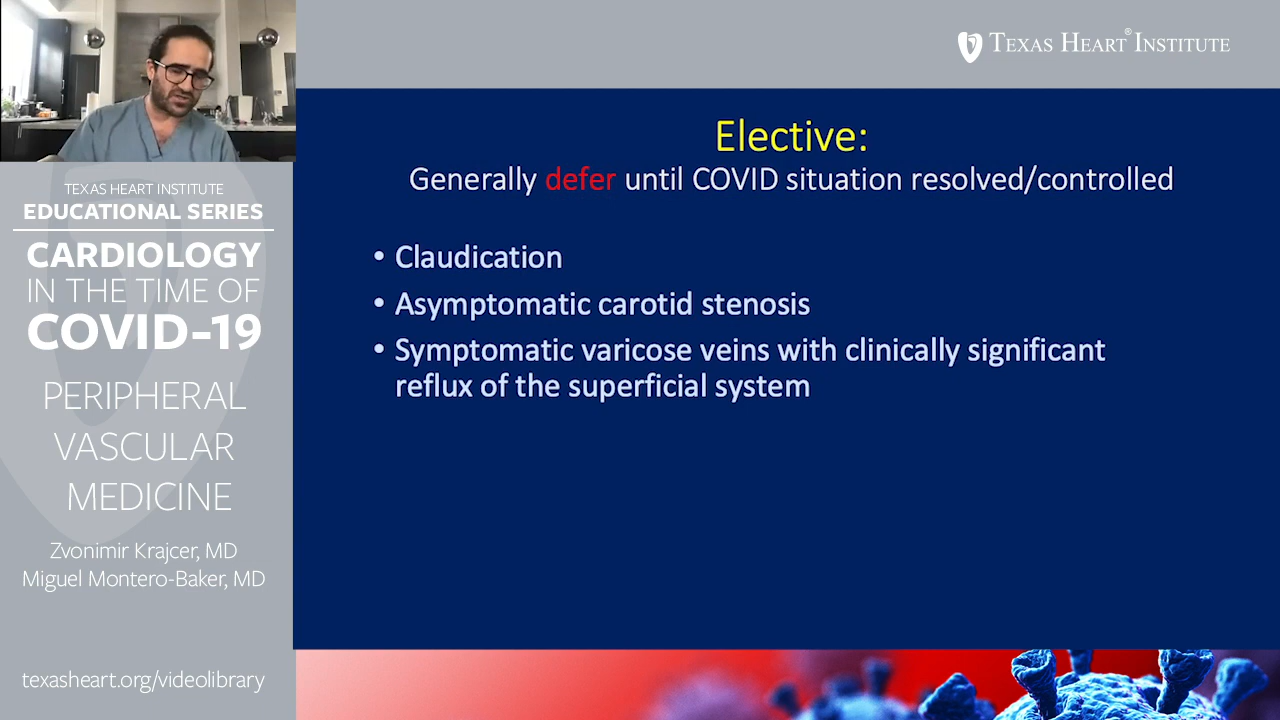 TEXAS HEART INSTITUTE
EDUCATIONAL SERIES
CARDIOLOGY
IN THE TIME OF
COVID-19
PERIPHERAL
VASCULAR
MEDICINE
Zvonimir Krajcer, MD
Miguel Montero-Baker, MD
texasheart.org/videolibrary
TEXAS HEART® INSTITUTE
Elective:
Generally defer until COVID situation resolved/controlled
• Claudication
• Asymptomatic carotid stenosis
• Symptomatic varicose veins with clinically significant
reflux of the superficial system